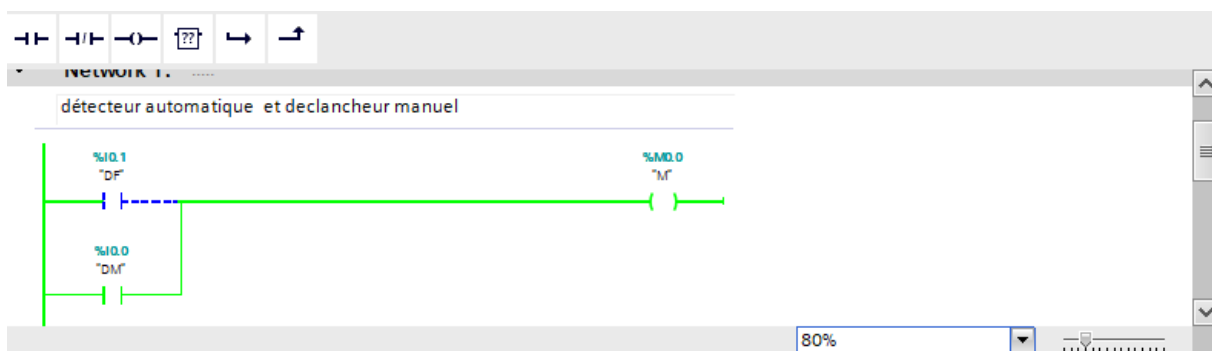 ??
Network 1:
détecteur automatique et declancheur manuel
%I0.1
"DF"
%M0.0
"M"
%I0.0
"DM"
80%